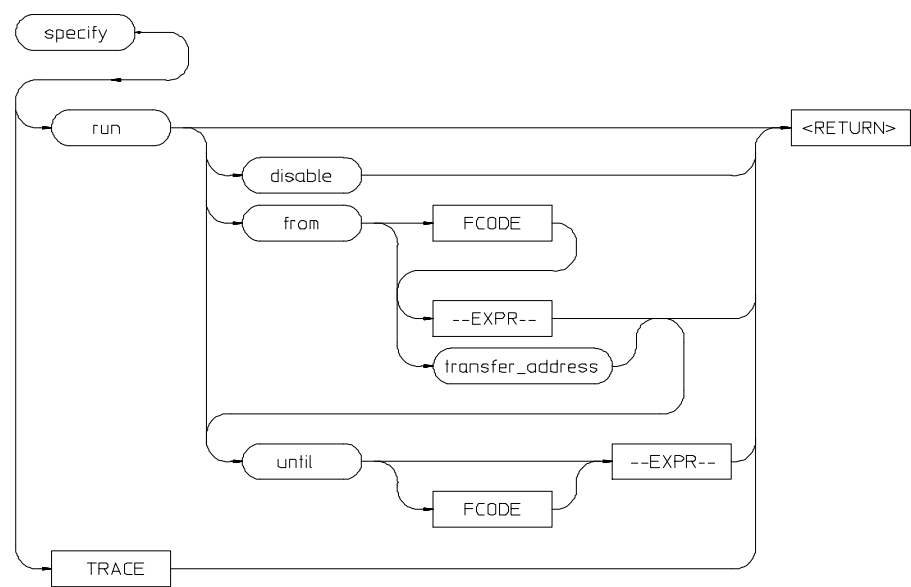 specify
run
<RETURN>
disable
from
FCODE
--EXPR--
transfer_address
until
--EXPR--
FCODE
TRACE